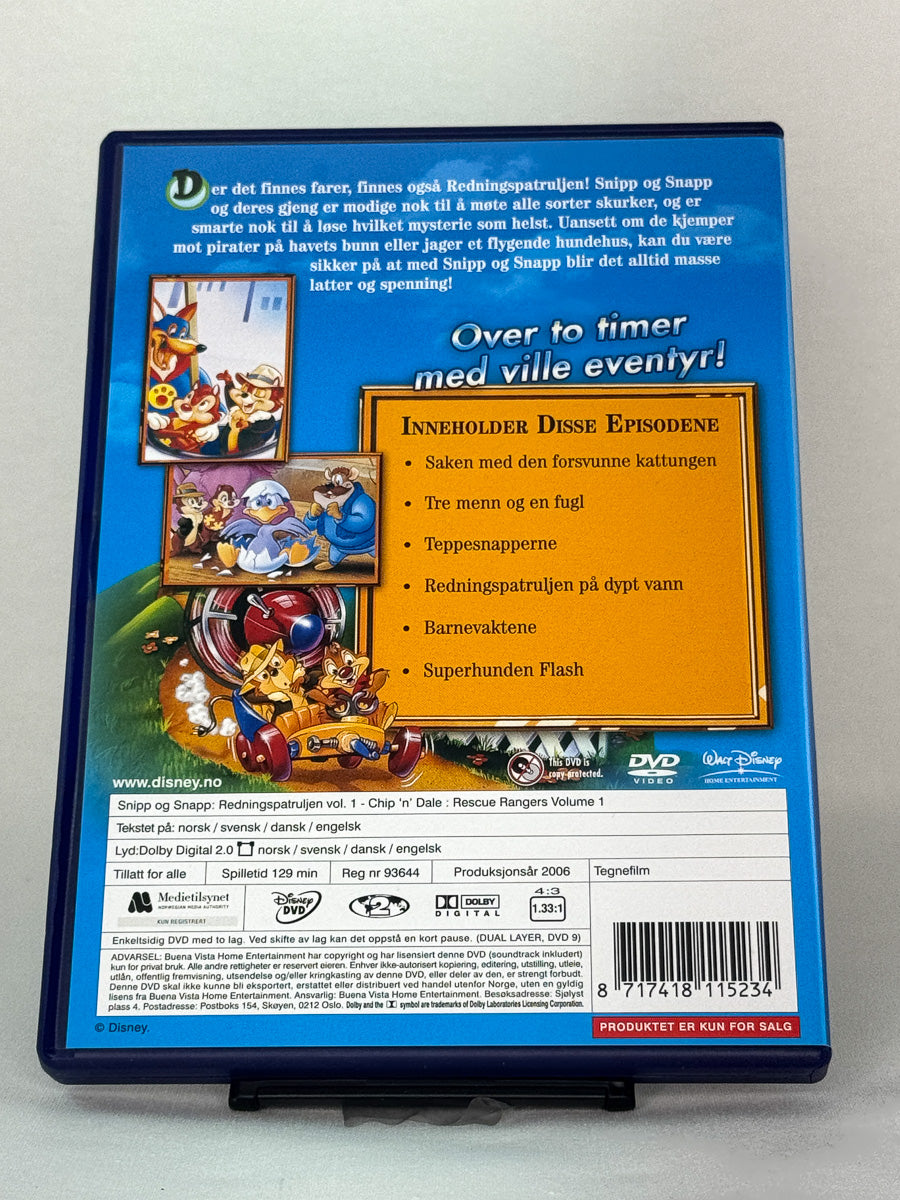 Der det finnes farer, finnes også Redningspatruljen! Snipp og Snapp
og deres gjeng er modige nok til å møte alle sorter skurker, og er
smarte nok til å løse hvilket mysterie som helst. Uansett om de kjemper
mot pirater på havets bunn eller jager et flygende hundehus, kan du være
sikker på at med Snipp og Snapp blir det alltid masse
latter og spenning!
Over to timer
med ville eventyr!
INNEHOLDER DISSE EPISODENE
• Saken med den forsvunne kattungen
• Tre menn og en fugl
• Teppesnapperne
• Redningspatruljen på dypt vann
• Barnevaktene
• Superhunden Flash
www.disney.no
This DVD is
copy-protected.
DVD
VIDEO
WALT DISNEY
HOME ENTERTAINMENT
Snipp og Snapp: Redningspatruljen vol. 1 - Chip 'n' Dale : Rescue Rangers Volume 1
Tekstet på: norsk / svensk / dansk / engelsk
Lyd:Dolby Digital 2.0 norsk / svensk / dansk / engelsk
Tillatt for alle Spilletid 129 min Reg nr 93644 Produksjonsår 2006 Tegnefilm
Medietilsynet
NORWEGIAN MEDIA AUTHORITY
KUN REGISTRERT
Disney
DVD
2
DOLBY
DIGITAL
4:3
1.33:1
Enkeltsidig DVD med to lag. Ved skifte av lag kan det oppstå en kort pause. (DUAL LAYER, DVD 9)
ADVARSEL: Buena Vista Home Entertainment har copyright og har lisensiert denne DVD (soundtrack inkludert)
kun for privat bruk. Alle andre rettigheter er reservert eieren. Enhver ikke-autorisert kopiering, editering, utstilling, utleie,
utlån, offentlig fremvisning, utsendelse og/eller kringkasting av denne DVD, eller deler av den, er strengt forbudt.
Denne DVD skal ikke kunne bli eksportert, erstattet eller distribuert ved handel utenfor Norge, uten en gyldig
lisens fra Buena Vista Home Entertainment. Ansvarlig: Buena Vista Home Entertainment. Besøksadresse: Sjølyst
plass 4. Postadresse: Postboks 154, Skøyen, 0212 Oslo. Dolby and the symbol are trademarks of Dolby Laboratories Licensing Corporation.
8 717418 115234
© Disney.
PRODUKTET ER KUN FOR SALG